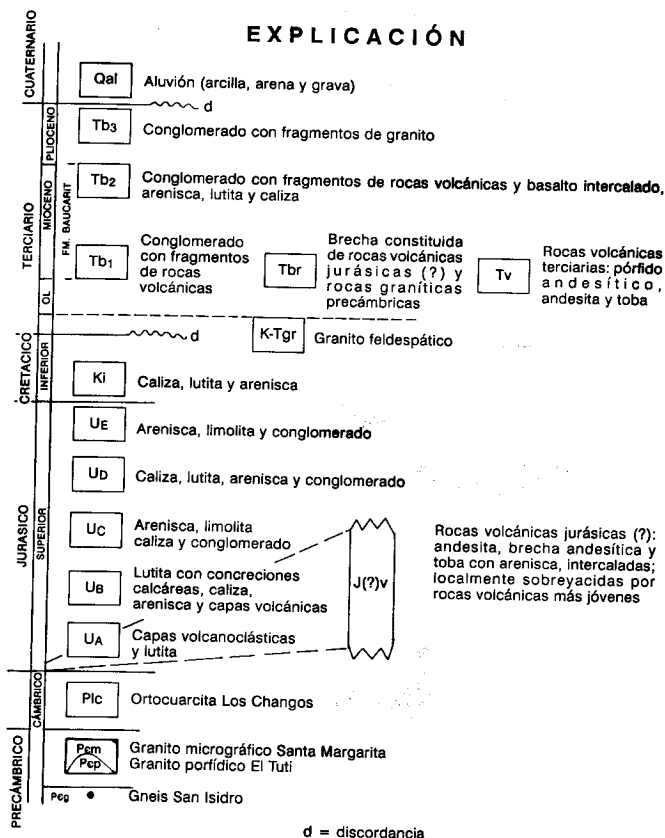 EXPLICACIÓN
CUATERNARIO
Qal
Aluvión (arcilla, arena y grava)
d
TERCIARIO
PLIOCENO
Tb3
Conglomerado con fragmentos de granito
MIOCENO
FM. BAUCARIT
Tb2
Conglomerado con fragmentos de rocas volcánicas y basalto intercalado,
arenisca, lutita y caliza
Tb1
Conglomerado
con fragmentos
de rocas
volcánicas
Tbr
Brecha constituida
de rocas volcánicas
jurásicas (?) y
rocas graníticas
precámbricas
Tv
Rocas volcánicas
terciarias: pórfido
andesítico,
andesita y toba
OL
d
K-Tgr
Granito feldespático
CRETACICO
INFERIOR
Ki
Caliza, lutita y arenisca
JURASICO
SUPERIOR
UE
Arenisca, limolita y conglomerado
UD
Caliza, lutita, arenisca y conglomerado
UC
Arenisca, limolita
caliza y conglomerado
UB
Lutita con concreciones
calcáreas, caliza,
arenisca y capas volcánicas
UA
Capas volcanoclásticas
y lutita
J(?)v
Rocas volcánicas jurásicas (?):
andesita, brecha andesítica y
toba con arenisca, intercaladas;
localmente sobreyacidas por
rocas volcánicas más jóvenes
CÁMBRICO
Plc
Ortocuarcita Los Changos
PRECÁMBRICO
Pem
Granito micrográfico Santa Margarita
Pep
Granito porfídico El Tuti
Peg
Gneis San Isidro
d = discordancia